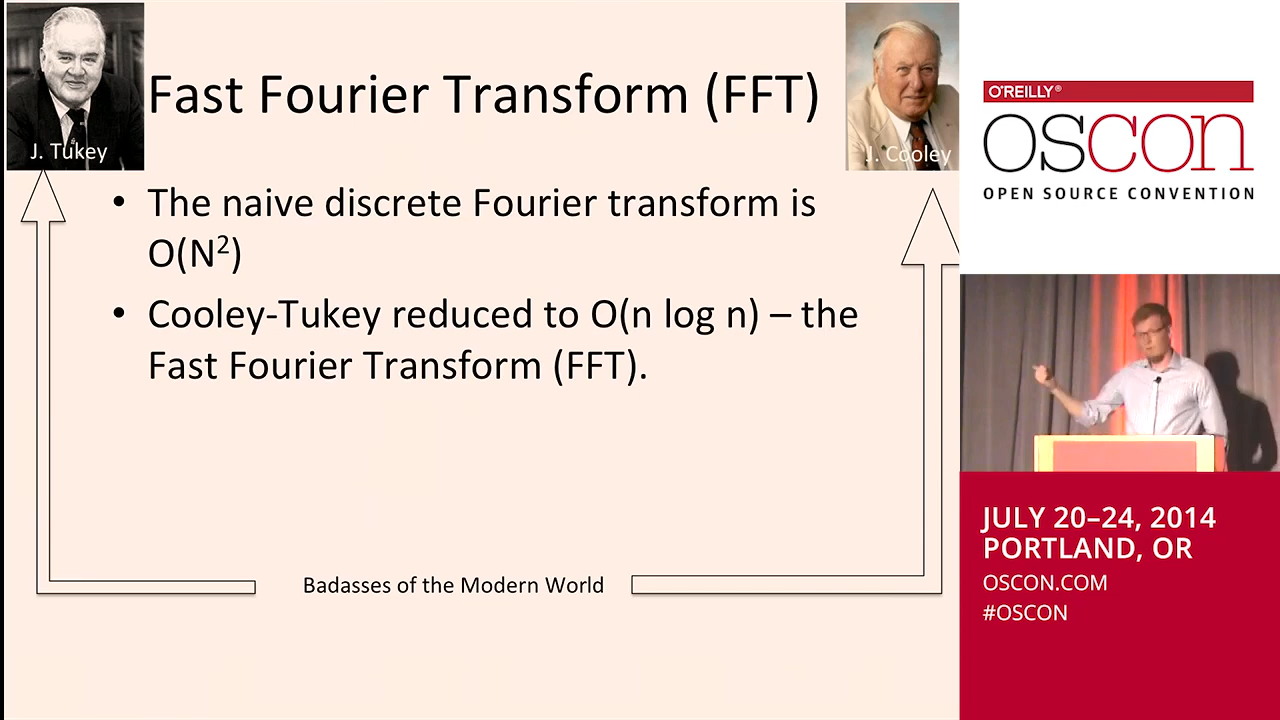 Fast Fourier Transform (FFT)
J. Tukey
J. Cooley
• The naive discrete Fourier transform is
O(N²)
• Cooley-Tukey reduced to O(n log n) – the
Fast Fourier Transform (FFT).
Badasses of the Modern World
O'REILLY®
OSCON
OPEN SOURCE CONVENTION
JULY 20–24, 2014
PORTLAND, OR
OSCON.COM
#OSCON